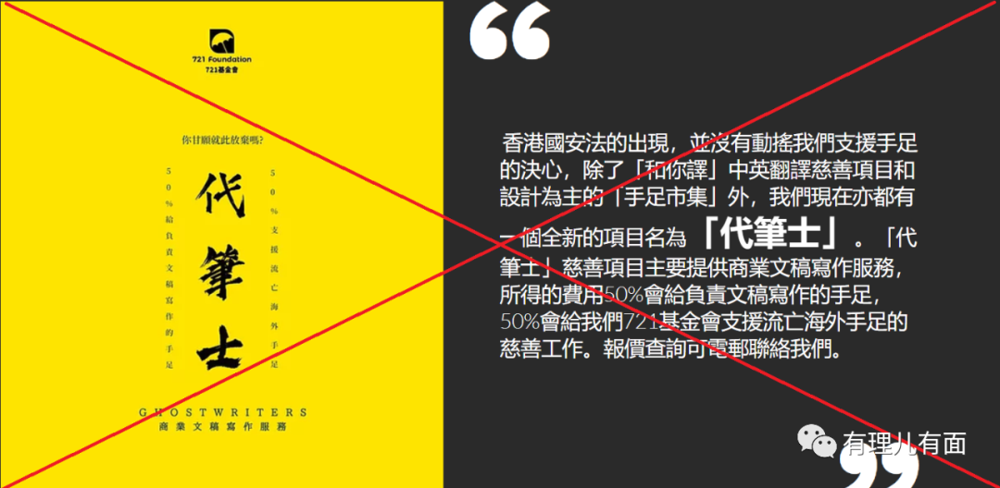 721 Foundation
721基金會
你甘願就此放棄嗎?
50%給負責文稿寫作的手足
代筆士
50%支援流亡海外手足
GHOSTWRITERS
商業文稿寫作服務
香港國安法的出現，並沒有動搖我們支援手足
的決心，除了「和你譯」中英翻譯慈善項目和
設計為主的「手足市集」外，我們現在亦都有
一個全新的項目名為「代筆士」。「代
筆士」慈善項目主要提供商業文稿寫作服務，
所得的費用50%會給負責文稿寫作的手足，
50%會給我們721基金會支援流亡海外手足的
慈善工作。報價查詢可電郵聯絡我們。
有理儿有面